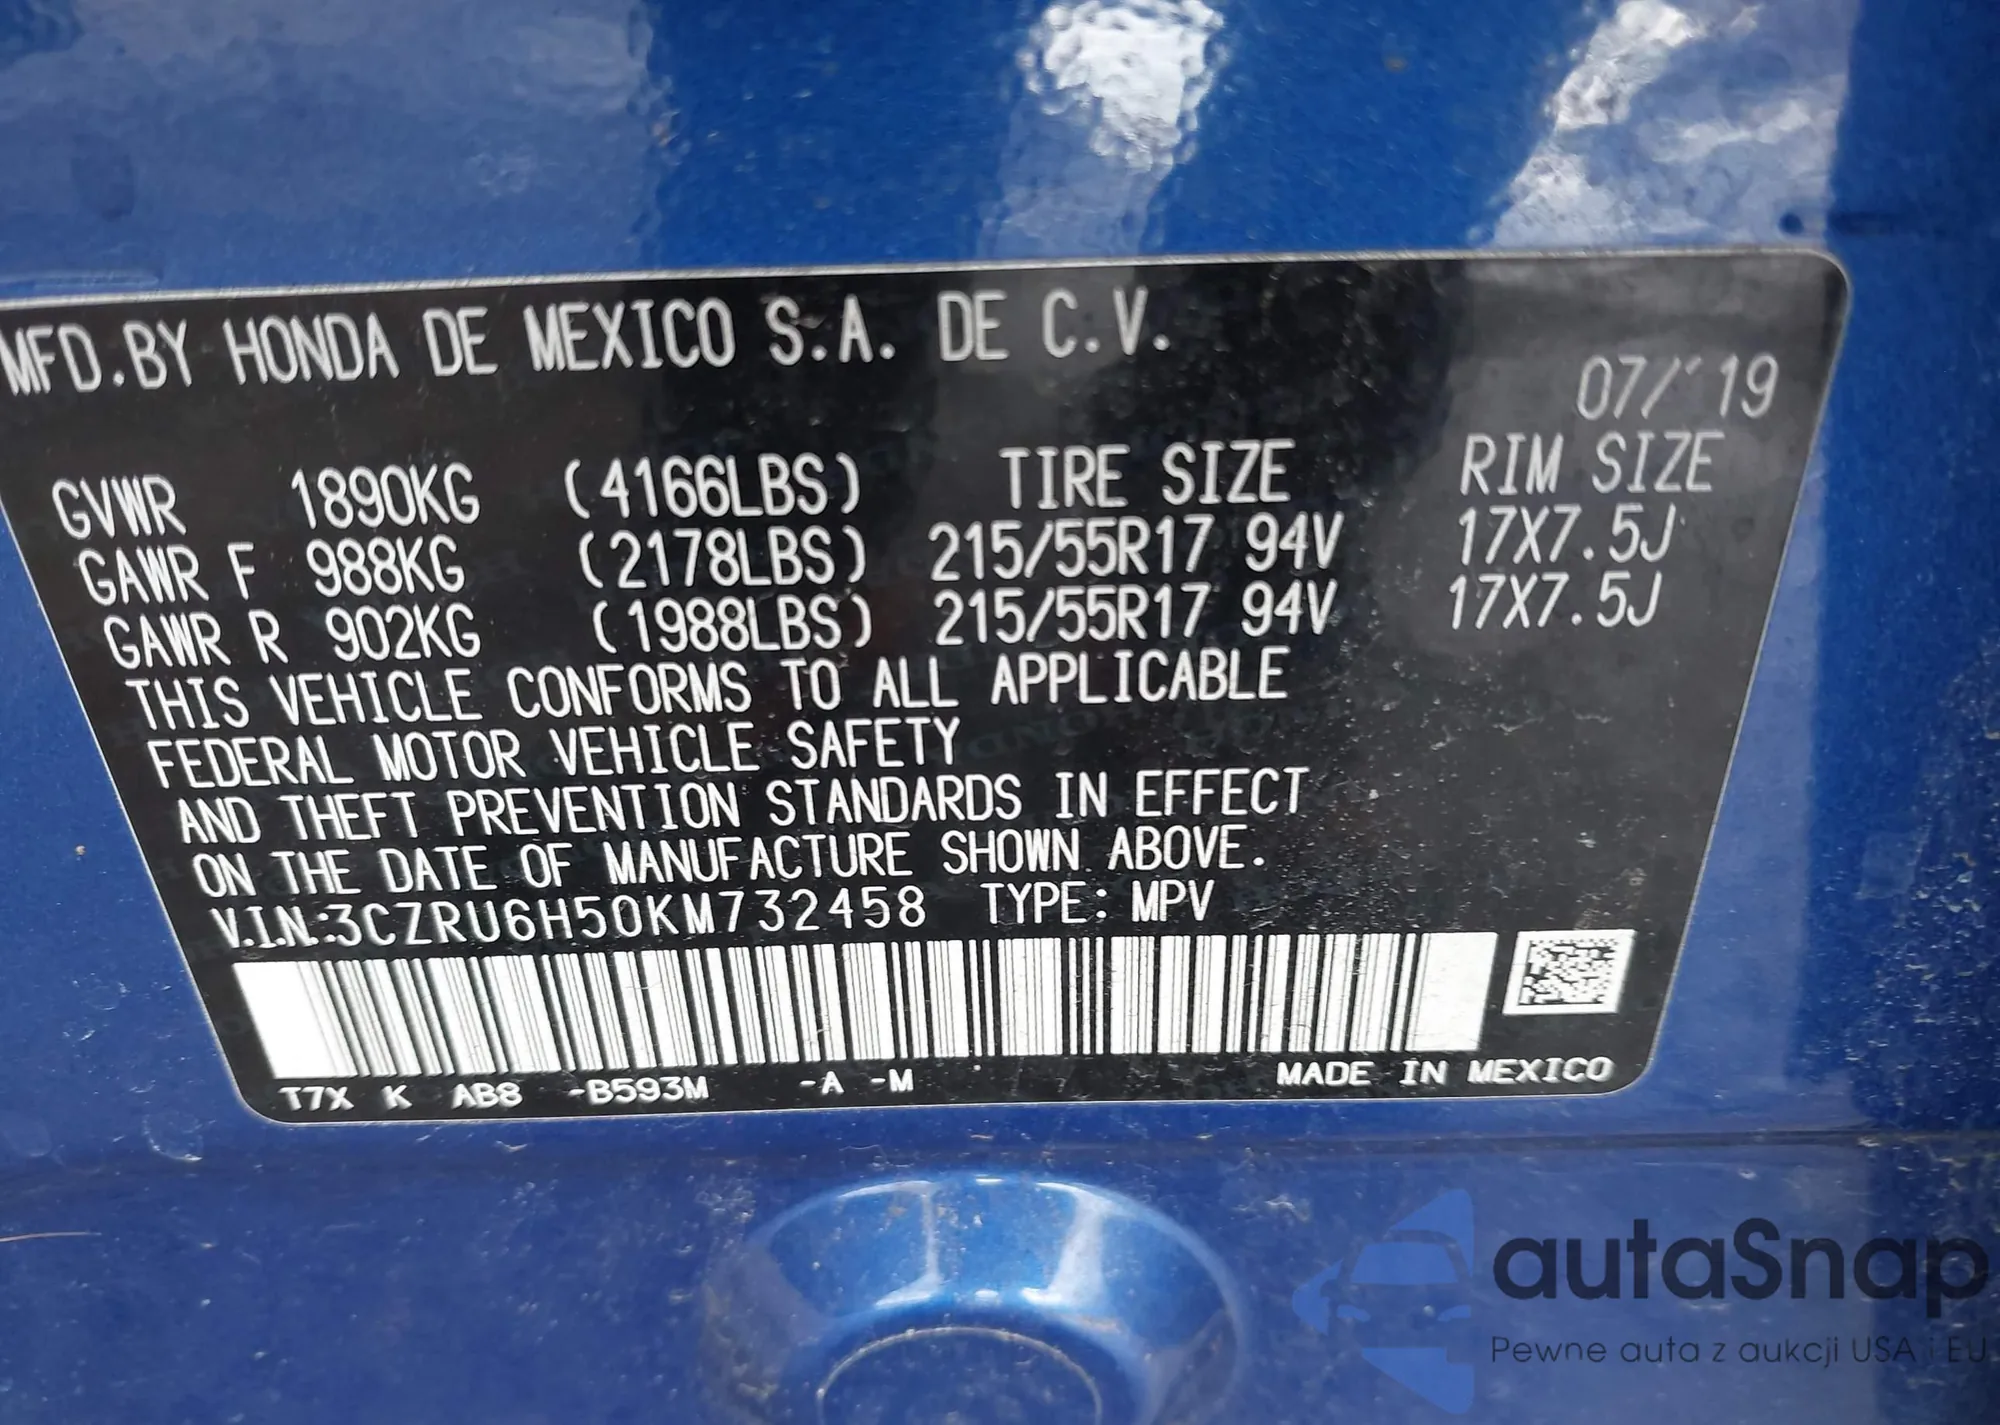 MFD.BY HONDA DE MEXICO S.A. DE C.V.
07/'19
GVWR 1890KG (4166LBS) TIRE SIZE RIM SIZE
GAWR F 988KG (2178LBS) 215/55R17 94V 17X7.5J
GAWR R 902KG (1988LBS) 215/55R17 94V 17X7.5J
THIS VEHICLE CONFORMS TO ALL APPLICABLE
FEDERAL MOTOR VEHICLE SAFETY
AND THEFT PREVENTION STANDARDS IN EFFECT
ON THE DATE OF MANUFACTURE SHOWN ABOVE.
V.I.N.:3CZRU6H50KM732458 TYPE: MPV
T7X K AB8 -B593M -A -M MADE IN MEXICO
autaSnap
Pewne auta z aukcji USA i EU